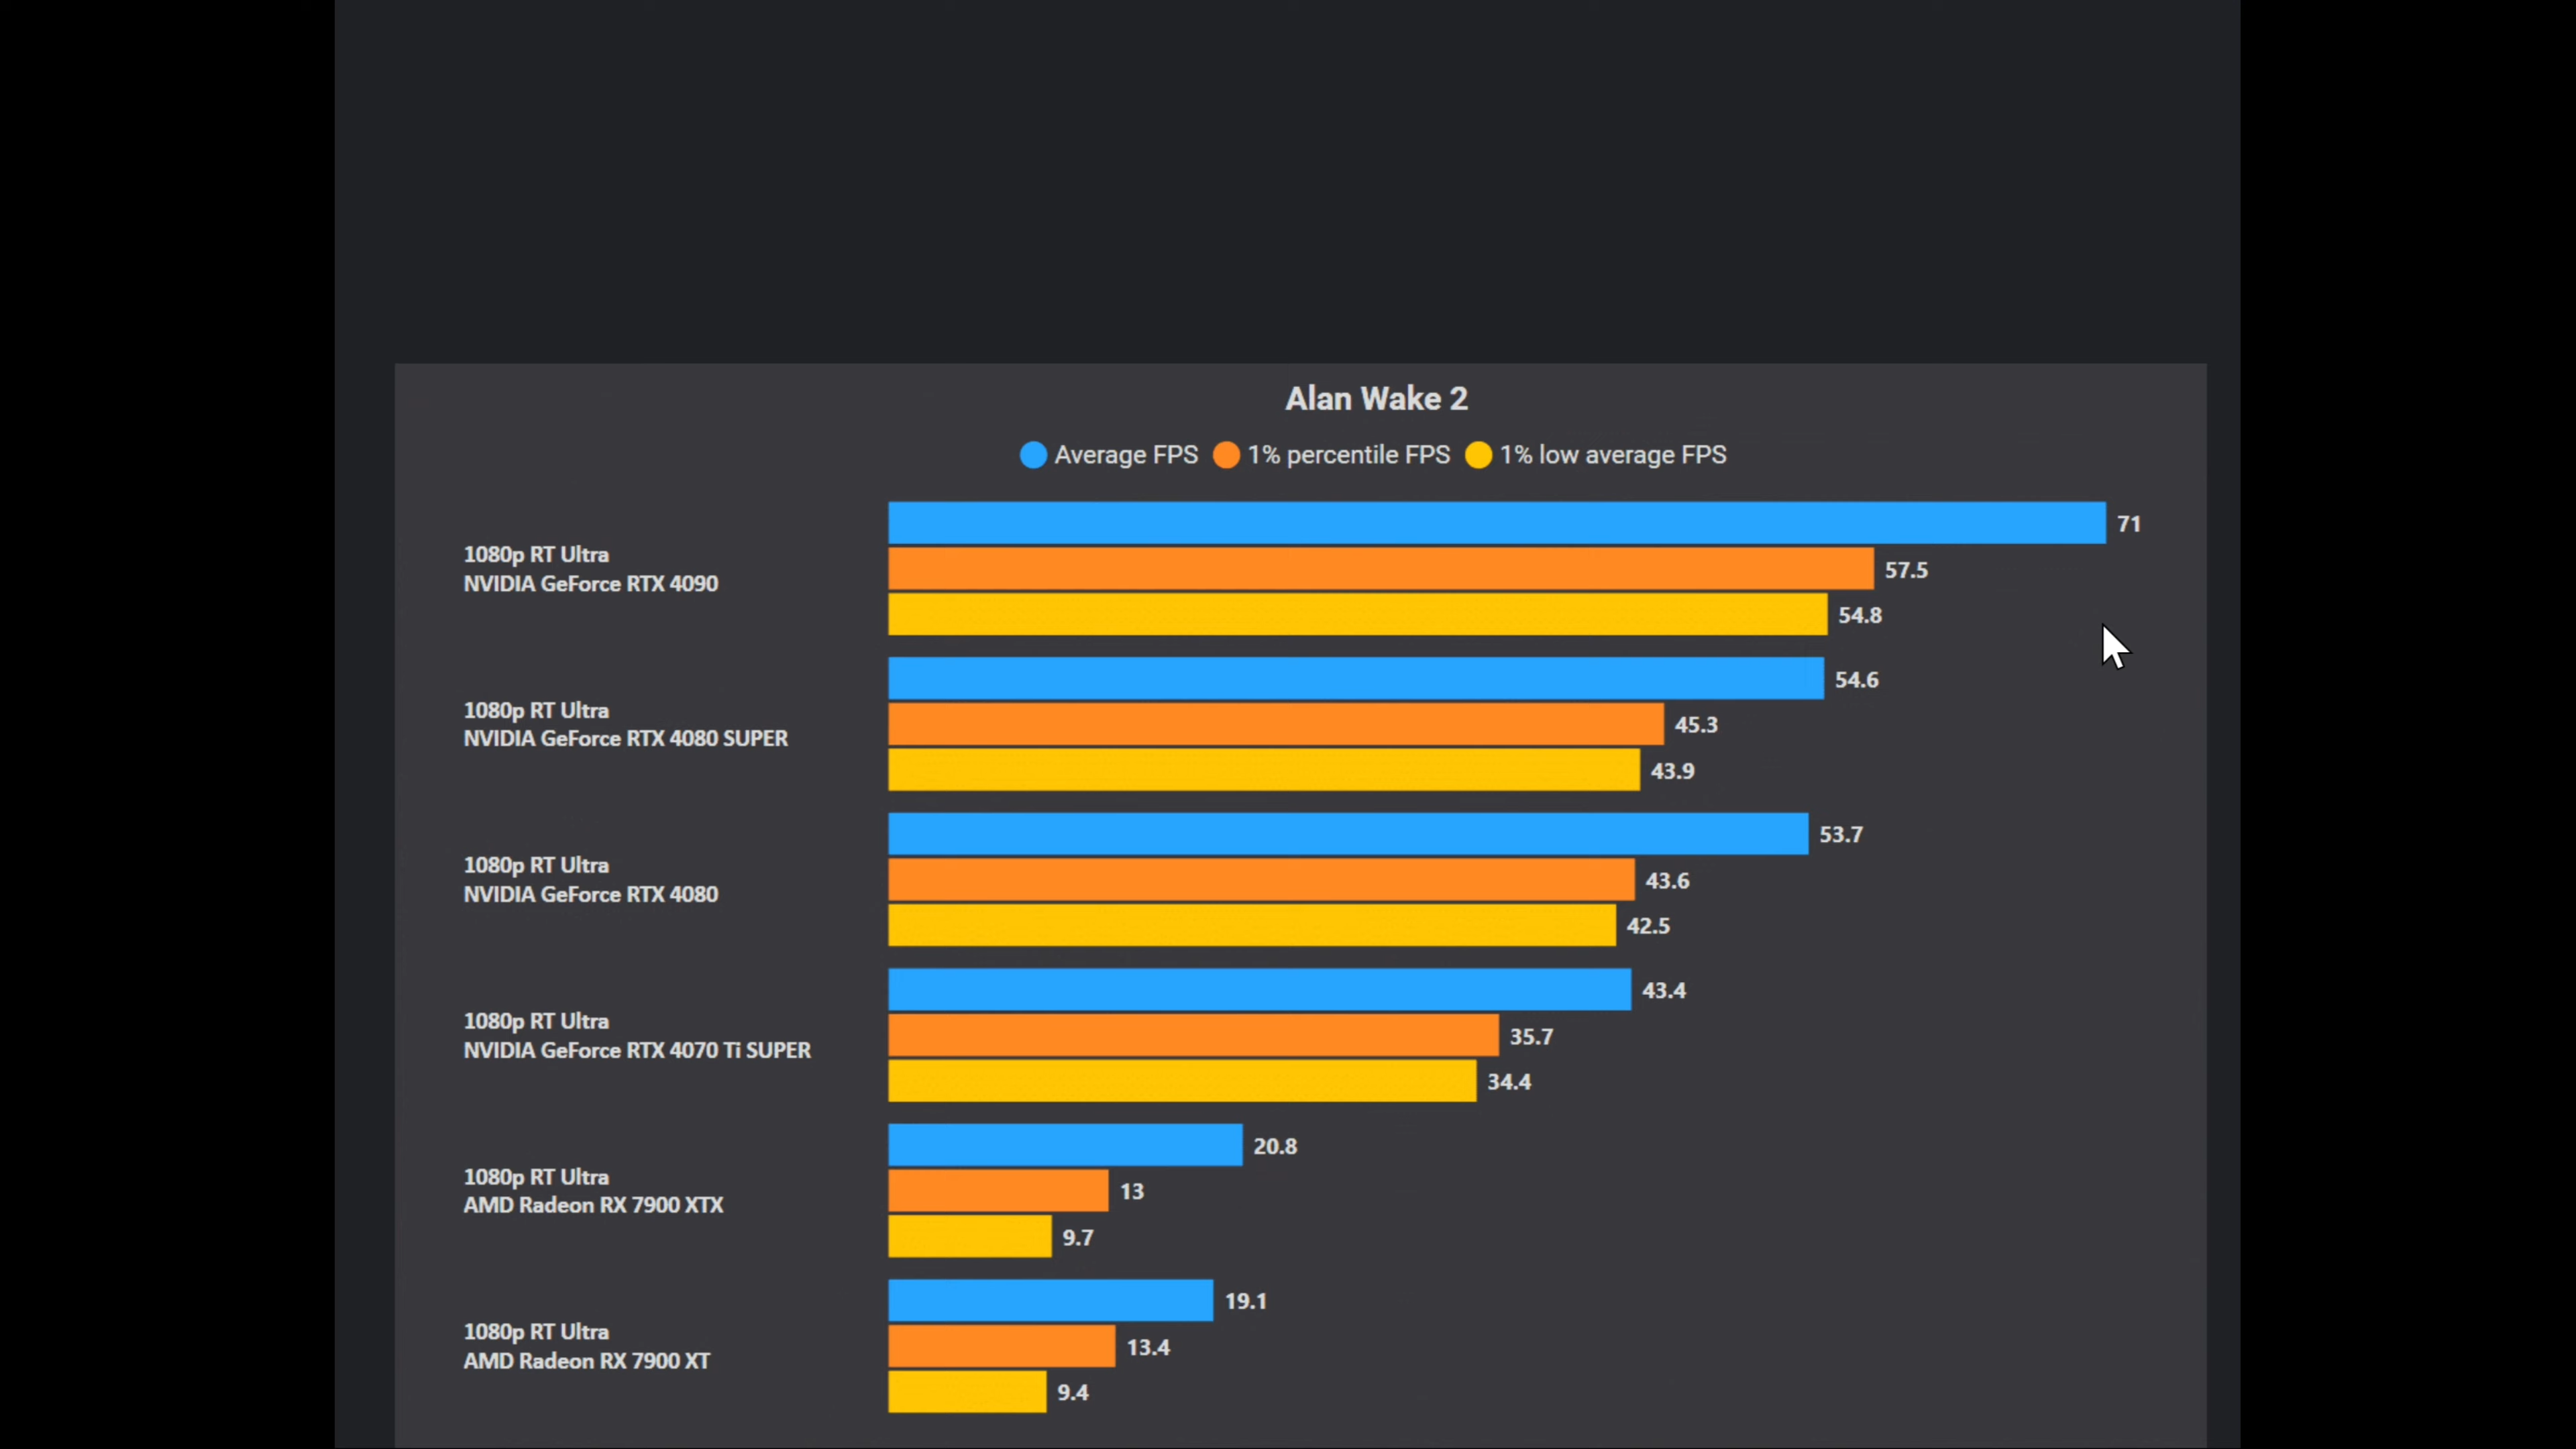 Alan Wake 2
Average FPS 1% percentile FPS 1% low average FPS
1080p RT Ultra
NVIDIA GeForce RTX 4090
71
57.5
54.8
1080p RT Ultra
NVIDIA GeForce RTX 4080 SUPER
54.6
45.3
43.9
1080p RT Ultra
NVIDIA GeForce RTX 4080
53.7
43.6
42.5
1080p RT Ultra
NVIDIA GeForce RTX 4070 Ti SUPER
43.4
35.7
34.4
1080p RT Ultra
AMD Radeon RX 7900 XTX
20.8
13
9.7
1080p RT Ultra
AMD Radeon RX 7900 XT
19.1
13.4
9.4